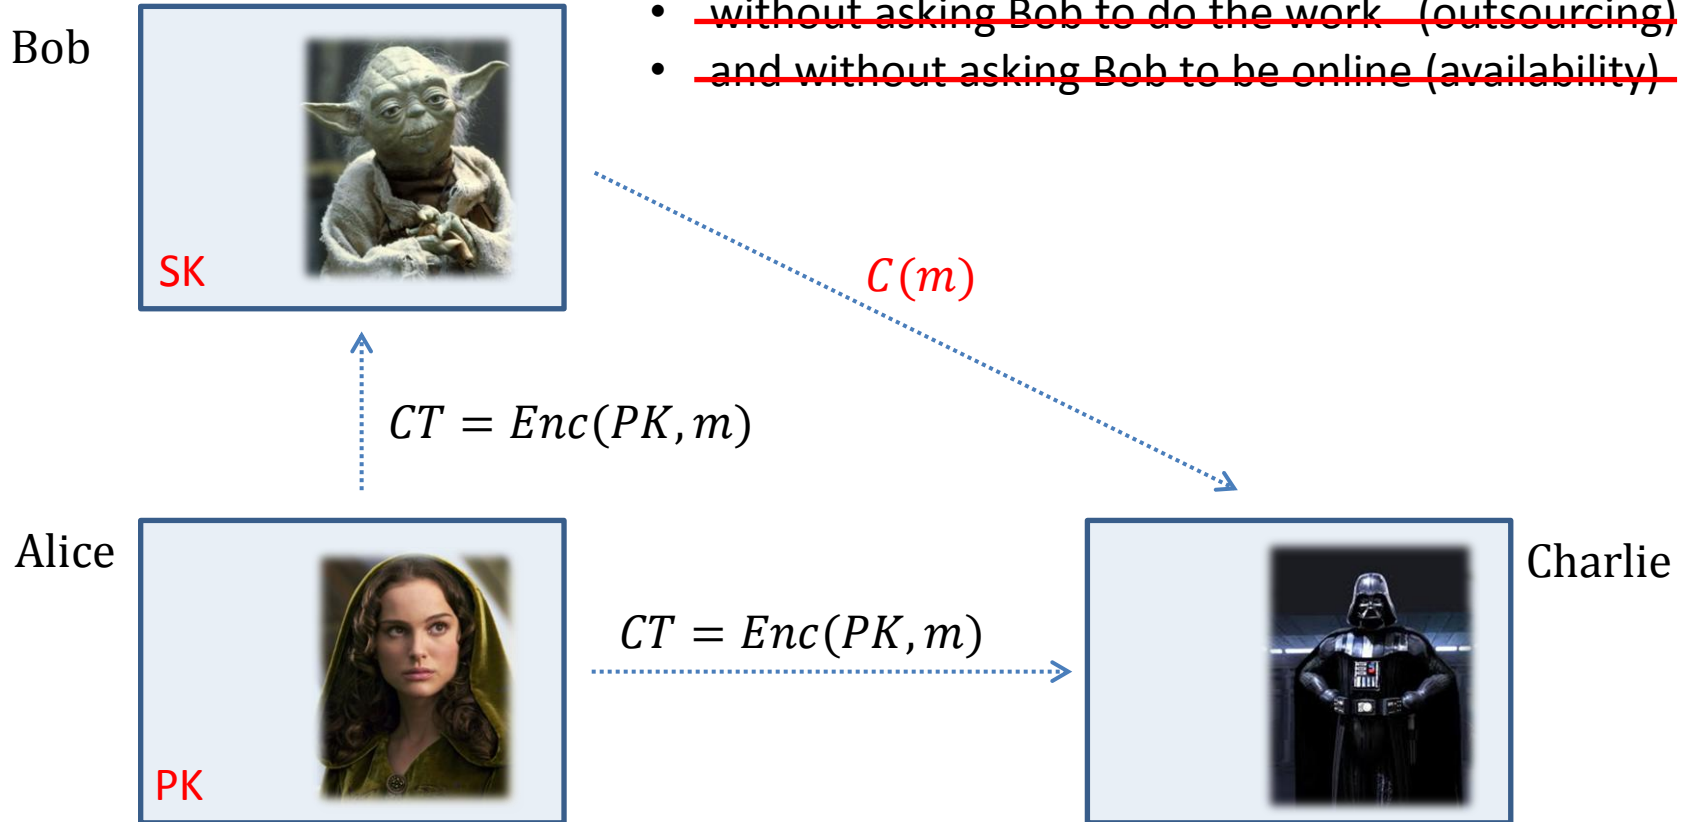 • without asking Bob to do the work (outsourcing)
• and without asking Bob to be online (availability)
Bob
SK
C(m)
CT = Enc(PK, m)
Alice
Charlie
CT = Enc(PK, m)
PK